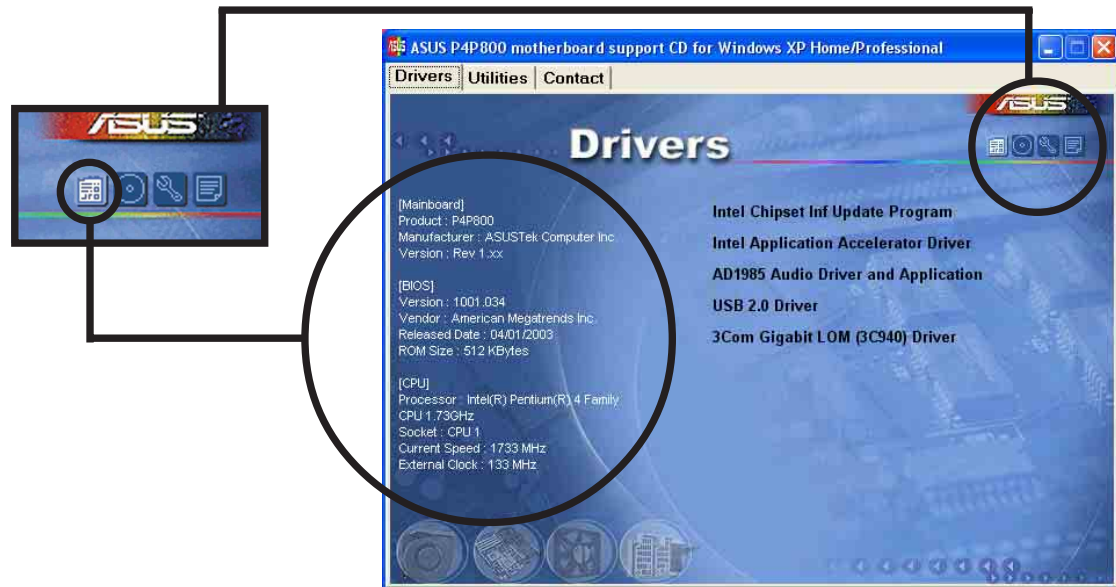 ASUS P4P800 motherboard support CD for Windows XP Home/Professional
Drivers Utilities Contact
ASUS
ASUS
Drivers
[Mainboard]
Product : P4P800
Manufacturer : ASUSTek Computer Inc.
Version : Rev 1.xx
[BIOS]
Version : 1001.034
Vendor : American Megatrends Inc.
Released Date : 04/01/2003
ROM Size : 512 KBytes
[CPU]
Processor : Intel(R) Pentium(R) 4 Family
CPU 1.73GHz
Socket : CPU 1
Current Speed : 1733 MHz
External Clock : 133 MHz
Intel Chipset Inf Update Program
Intel Application Accelerator Driver
AD1985 Audio Driver and Application
USB 2.0 Driver
3Com Gigabit LOM (3C940) Driver